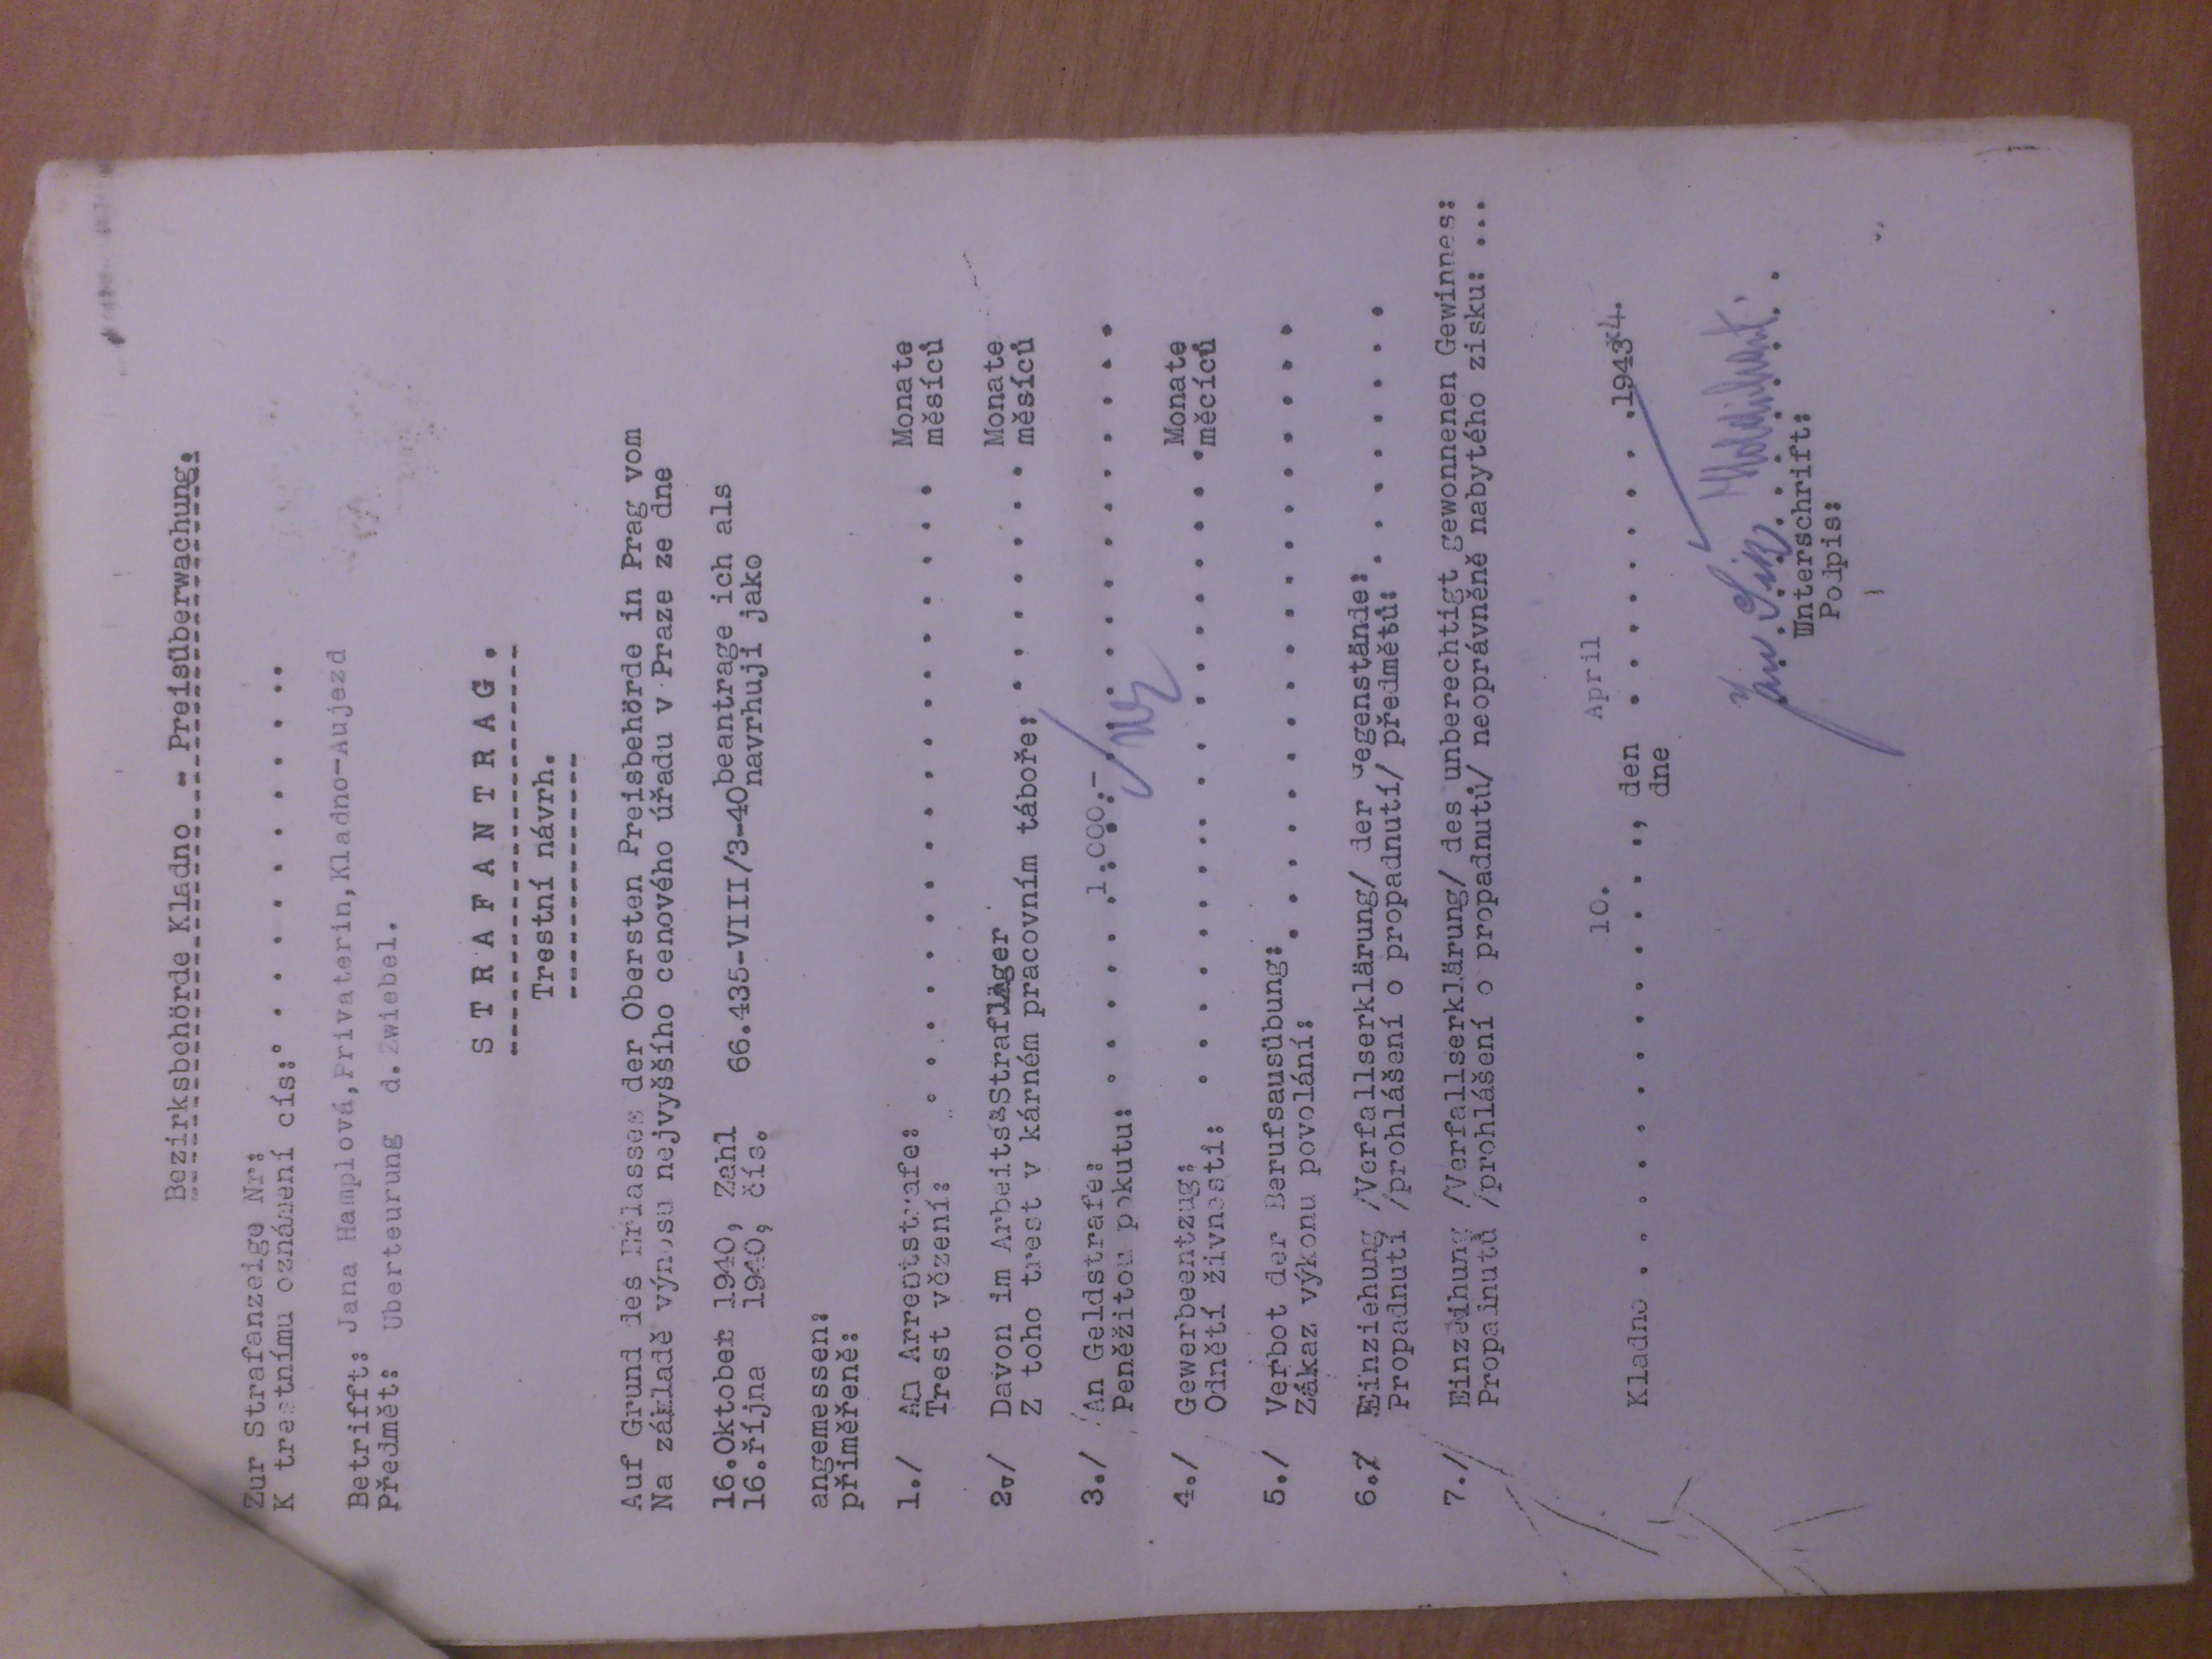 Bezirksbehörde Kladno - Preisüberwachung.
Zur Strafanzeige Nr:
K trestnímu oznámení cís: . . . . . . . . . . . .
Jana Hamplová, Privaterin, Kladno-Aujezd
Betrifft:
Předmět: Uberteurung d. Zwiebel.
STRAFANTRAG.
Trestní návrh.
Auf Grund des Erlasses der Obersten Preisbehörde in Prag vom
Na základě výnosu nejvyššího cenového úřadu v Praze ze dne
16.Oktober 1940, Zahl 66.435-VIII/3-40 beantrage ich als
16.října 1940, čís. navrhuji jako
angemessen:
přiměřeně:
1./ An Arreststrafe: . . . . . . . . . . . . . . . . . . Monate
Trest vězení: měsíců
2./ Davon im Arbeits-Straflager Monate
Z toho trest v kárném pracovním táboře: . . . . . . . měsíců
3./ An Geldstrafe: 1.000.-
Peněžitou pokutu: . . . . . . . . . . . . . . . . . . . . .
4./ Gewerbeentzug: Monate
Odnětí živnosti: . . . . . . . . . . . . . . . . . . měcíců
5./ Verbot der Berufsausübung: . . . . . . . . . . . . . . . . . .
Zákaz výkonu povolání:
6./ Einziehung /Verfallserklärung/ der Gegenstände: . . . . . . . .
Propadnutí /prohlášení o propadnutí/ předmětů:
7./ Einzeihung /Verfallserklärung/ des unberechtigt gewonnenen Gewinnes:
Propadnutů /prohlášení o propadnutů/ neoprávněně nabytého zisku: ...
10. April
Kladno . . . . . . . . . . . . . ., den . . . . . . . . .1943 4.
dne
Jan Šik
Unterschrift:
Podpis: